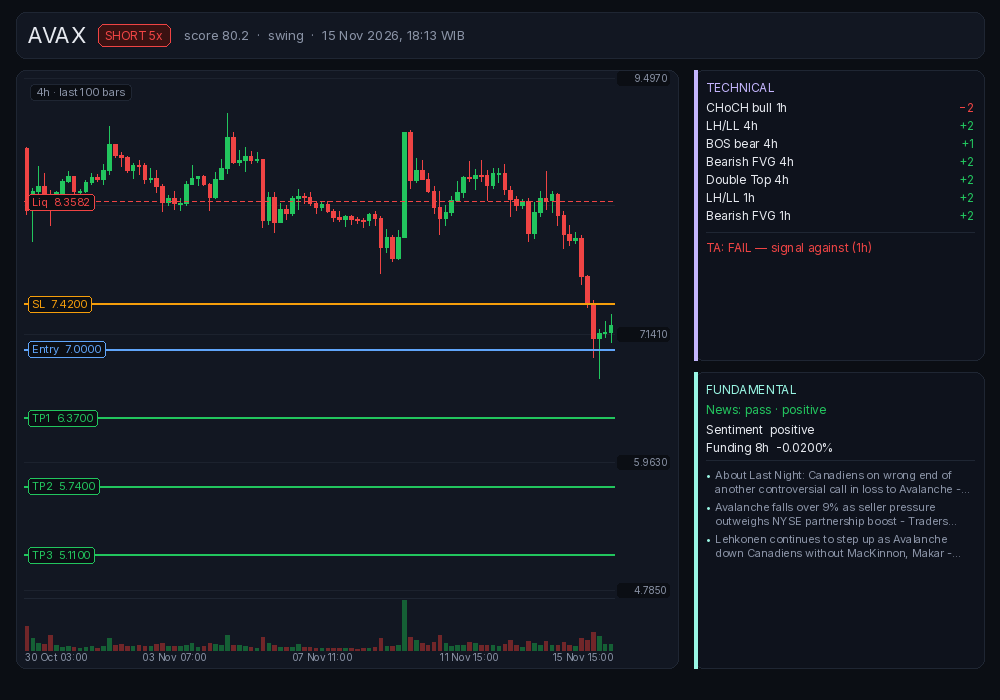 AVAX SHORT 5x score 80.2 · swing · 15 Nov 2026, 18:13 WIB
4h · last 100 bars
9.4970
Liq 8.3582
SL 7.4200
7.1410
Entry 7.0000
TP1 6.3700
5.9630
TP2 5.7400
TP3 5.1100
4.7850
30 Oct 03:00 03 Nov 07:00 07 Nov 11:00 11 Nov 15:00 15 Nov 15:00
TECHNICAL
CHoCH bull 1h −2
LH/LL 4h +2
BOS bear 4h +1
Bearish FVG 4h +2
Double Top 4h +2
LH/LL 1h +2
Bearish FVG 1h +2
TA: FAIL — signal against (1h)
FUNDAMENTAL
News: pass · positive
Sentiment positive
Funding 8h -0.0200%
• About Last Night: Canadiens on wrong end of
another controversial call in loss to Avalanche -...
• Avalanche falls over 9% as seller pressure
outweighs NYSE partnership boost - Traders...
• Lehkonen continues to step up as Avalanche
down Canadiens without MacKinnon, Makar -...